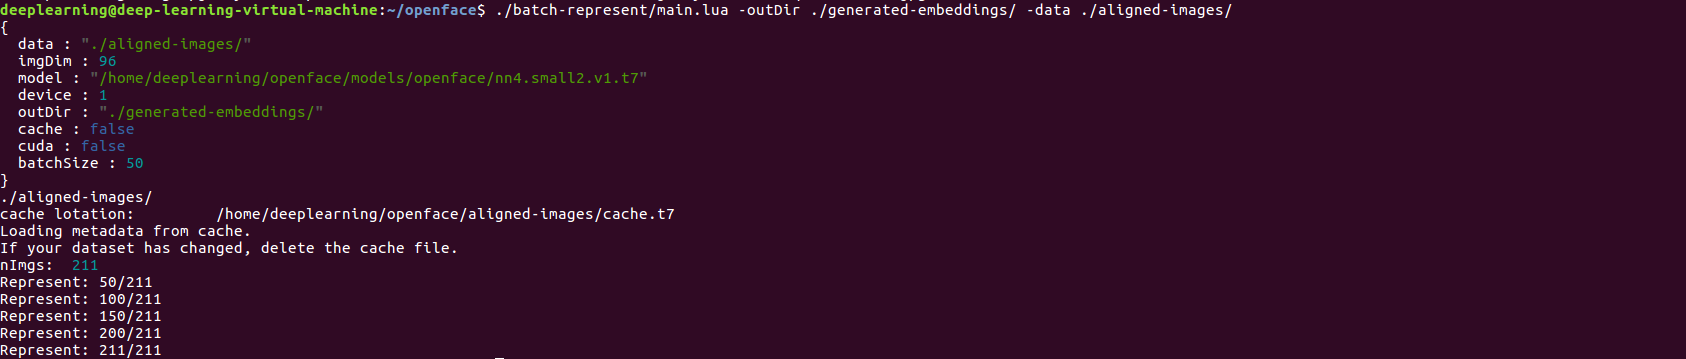 deeplearning@deep-learning-virtual-machine:~/openface$ ./batch-represent/main.lua -outDir ./generated-embeddings/ -data ./aligned-images/
{
  data : "./aligned-images/"
  imgDim : 96
  model : "/home/deeplearning/openface/models/openface/nn4.small2.v1.t7"
  device : 1
  outDir : "./generated-embeddings/"
  cache : false
  cuda : false
  batchSize : 50
}
./aligned-images/
cache lotation:         /home/deeplearning/openface/aligned-images/cache.t7
Loading metadata from cache.
If your dataset has changed, delete the cache file.
nImgs:  211
Represent: 50/211
Represent: 100/211
Represent: 150/211
Represent: 200/211
Represent: 211/211